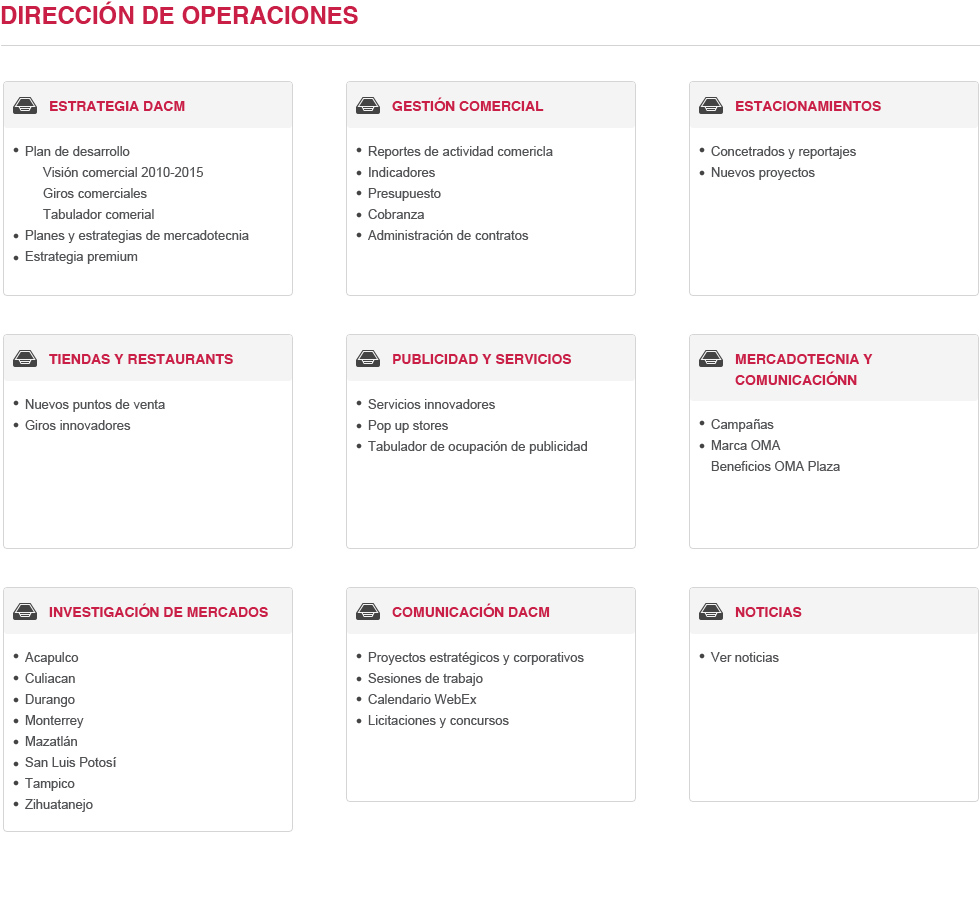 DIRECCIÓN DE OPERACIONES
ESTRATEGIA DACM
• Plan de desarrollo
Visión comercial 2010-2015
Giros comerciales
Tabulador comerial
• Planes y estrategias de mercadotecnia
• Estrategia premium
GESTIÓN COMERCIAL
• Reportes de actividad comericla
• Indicadores
• Presupuesto
• Cobranza
• Administración de contratos
ESTACIONAMIENTOS
• Concetrados y reportajes
• Nuevos proyectos
TIENDAS Y RESTAURANTS
• Nuevos puntos de venta
• Giros innovadores
PUBLICIDAD Y SERVICIOS
• Servicios innovadores
• Pop up stores
• Tabulador de ocupación de publicidad
MERCADOTECNIA Y
COMUNICACIÓNN
• Campañas
• Marca OMA
Beneficios OMA Plaza
INVESTIGACIÓN DE MERCADOS
• Acapulco
• Culiacan
• Durango
• Monterrey
• Mazatlán
• San Luis Potosí
• Tampico
• Zihuatanejo
COMUNICACIÓN DACM
• Proyectos estratégicos y corporativos
• Sesiones de trabajo
• Calendario WebEx
• Licitaciones y concursos
NOTICIAS
• Ver noticias